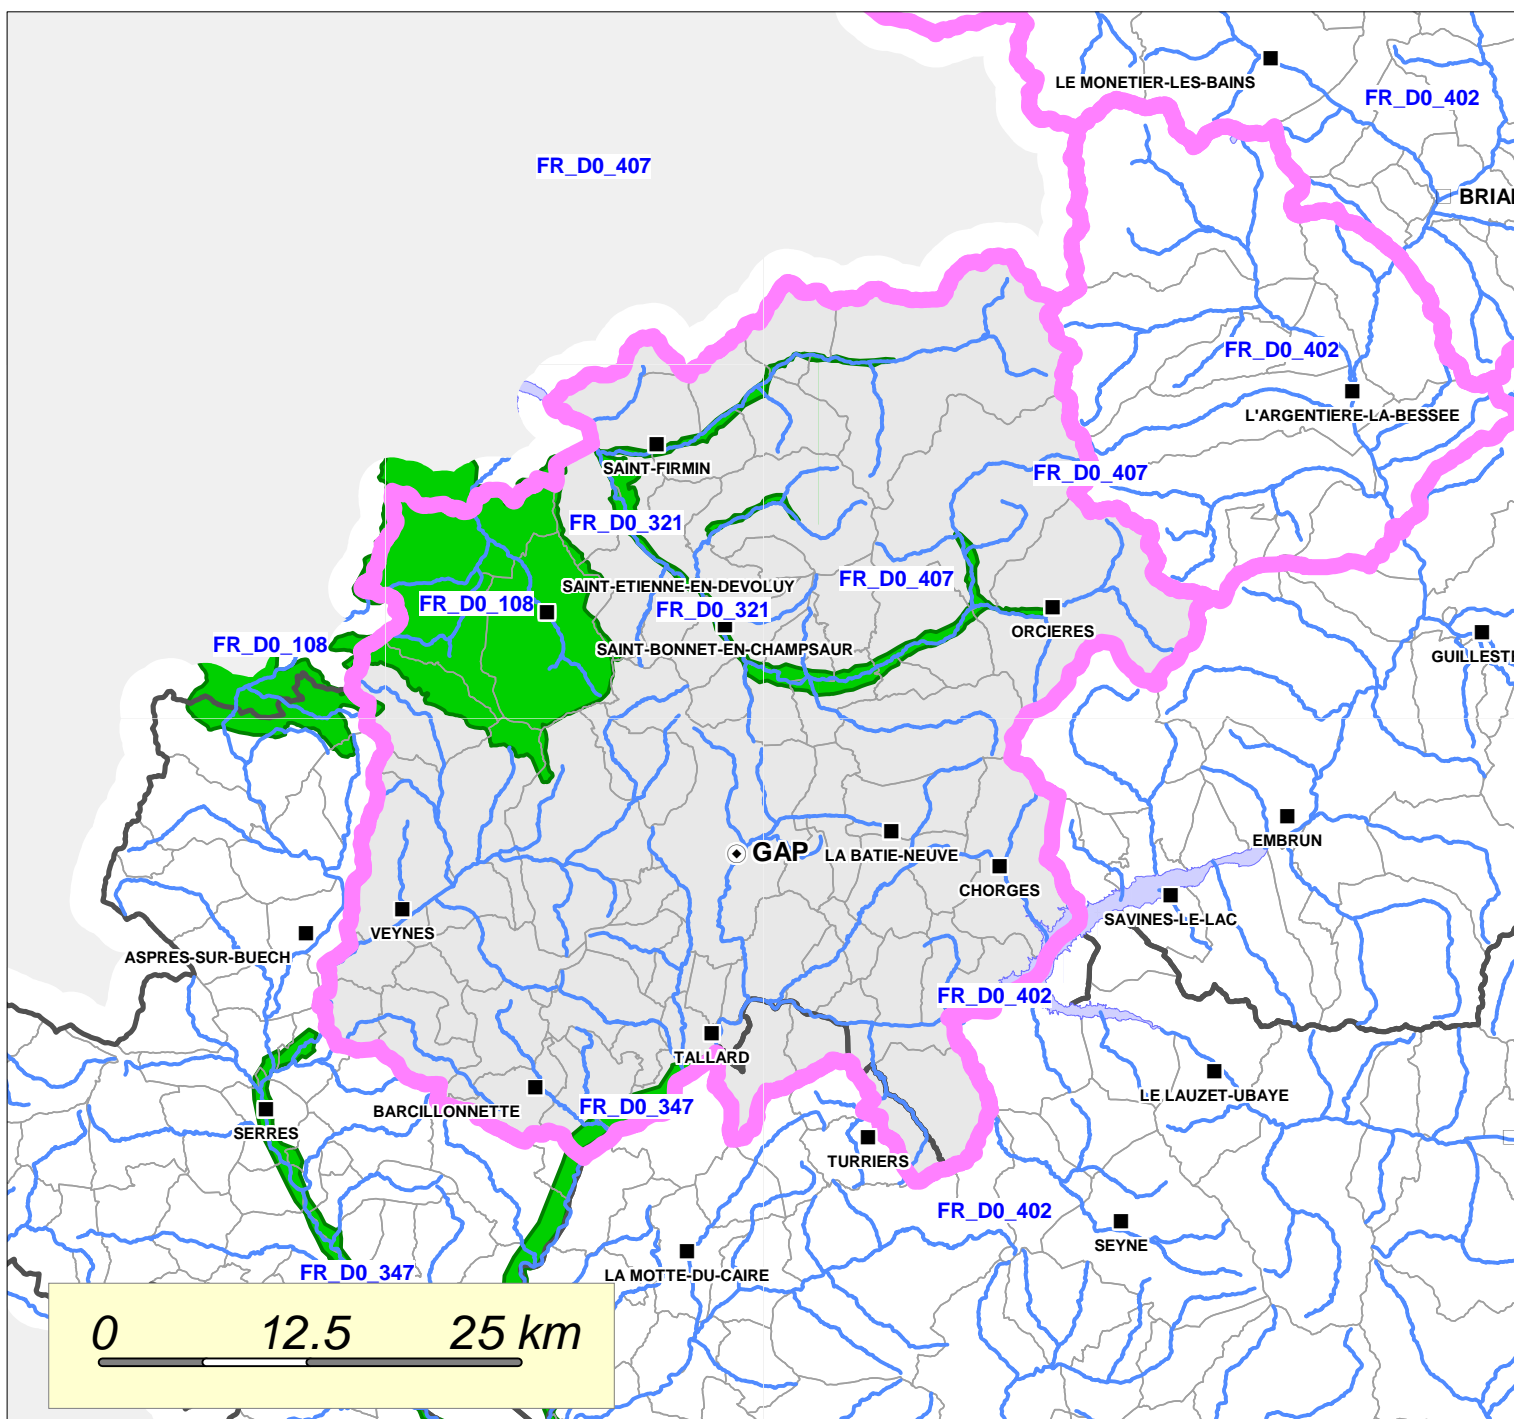 LE MONETIER-LES-BAINS
FR_D0_402
FR_D0_407
FR_D0_402
L'ARGENTIERE-LA-BESSEE
SAINT-FIRMIN
FR_D0_407
FR_D0_321
FR_D0_407
SAINT-ETIENNE-EN-DEVOLUY
FR_D0_108
FR_D0_321
ORCIERES
FR_D0_108
SAINT-BONNET-EN-CHAMPSAUR
EMBRUN
GAP
LA BATIE-NEUVE
CHORGES
SAVINES-LE-LAC
VEYNES
ASPRES-SUR-BUECH
FR_D0_402
TALLARD
LE LAUZET-UBAYE
FR_D0_347
BARCILLONNETTE
SERRES
TURRIERS
FR_D0_402
SEYNE
FR_D0_347
LA MOTTE-DU-CAIRE
0 12.5 25 km